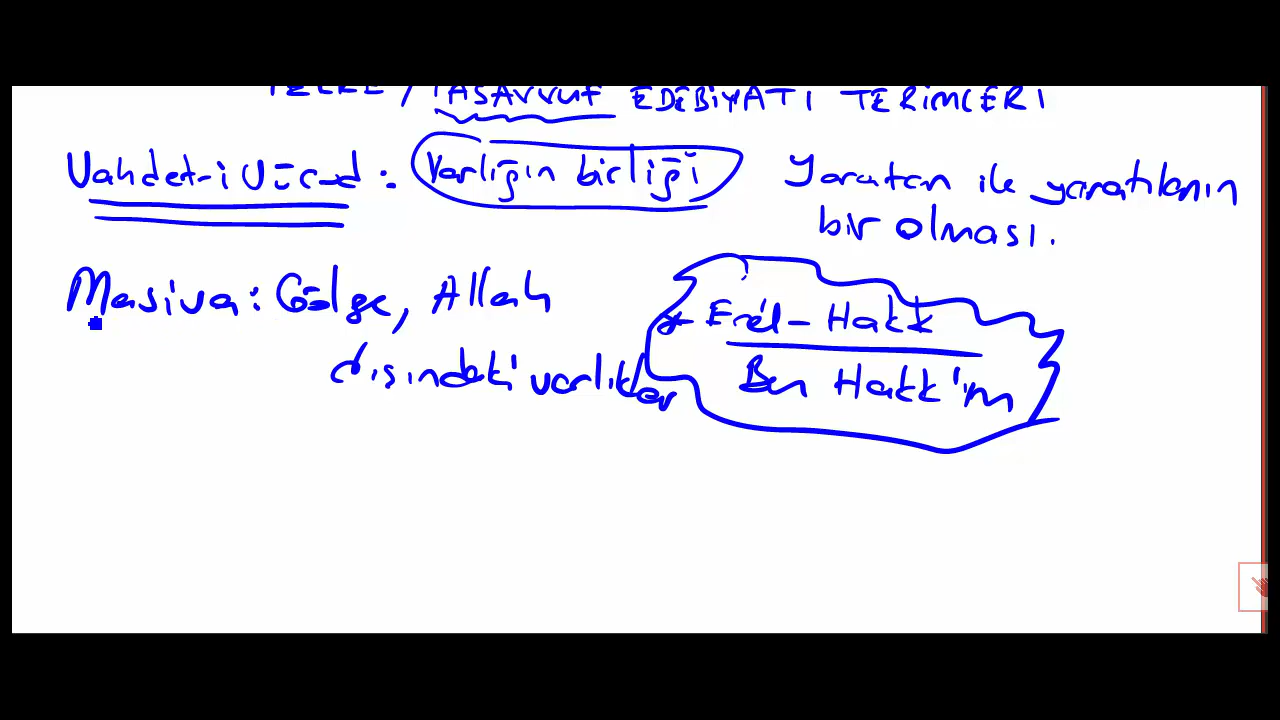 TEKKE / TASAVVUF EDEBİYATI TERİMLERİ
Vahdet-i Vücud : Varlığın birliği Yaratan ile yaratılanın
bir olması.
Masiva : Gölge, Allah
dışındaki varlıklar
* Enel-Hakk
Ben Hakk'ım